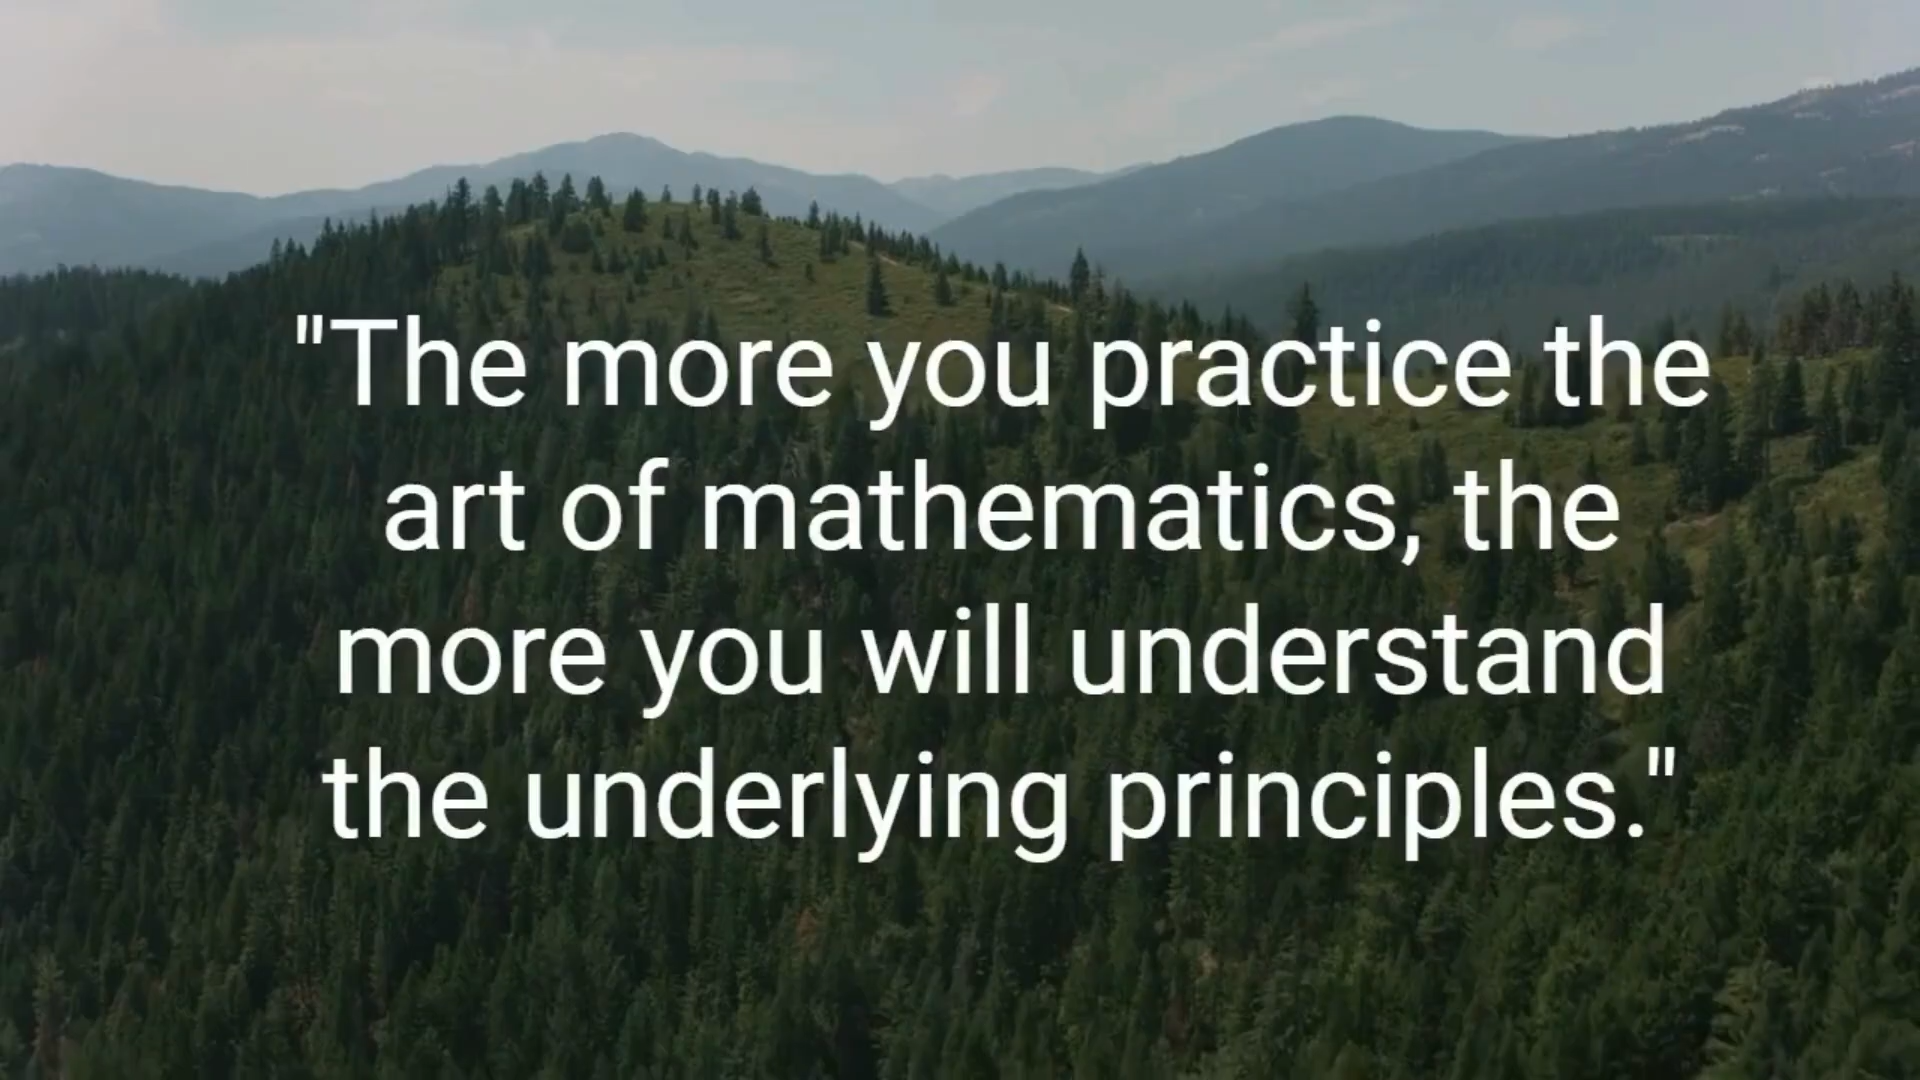 "The more you practice the
art of mathematics, the
more you will understand
the underlying principles."